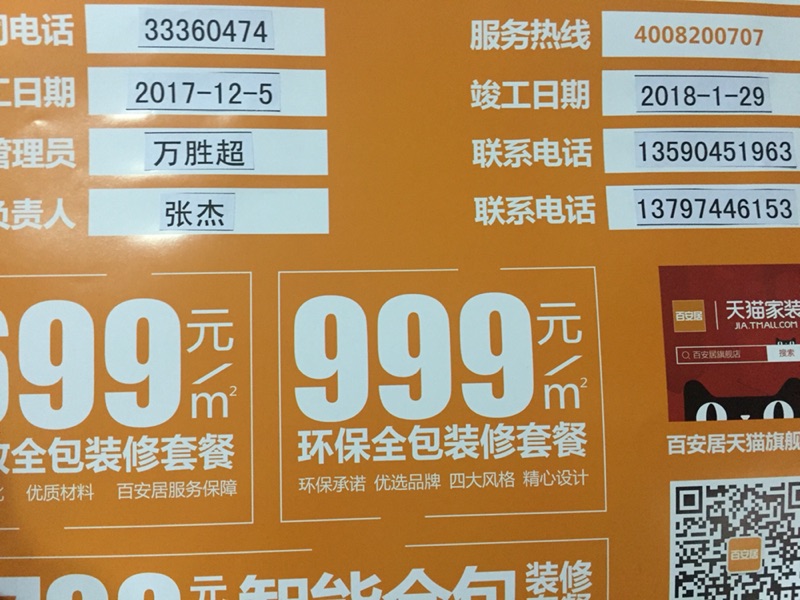 电话 33360474 服务热线 4008200707
工日期 2017-12-5 竣工日期 2018-1-29
管理员 万胜超 联系电话 13590451963
负责人 张杰 联系电话 13797446153
699元/m² 999元/m²
全包装修套餐 环保全包装修套餐
优质材料 百安居服务保障 环保承诺 优选品牌 四大风格 精心设计
百安居 天猫家装
JIA.TMALL.COM
百安居旗舰店 搜索
百安居天猫旗舰
百安居
元 智能全包 装修
套餐